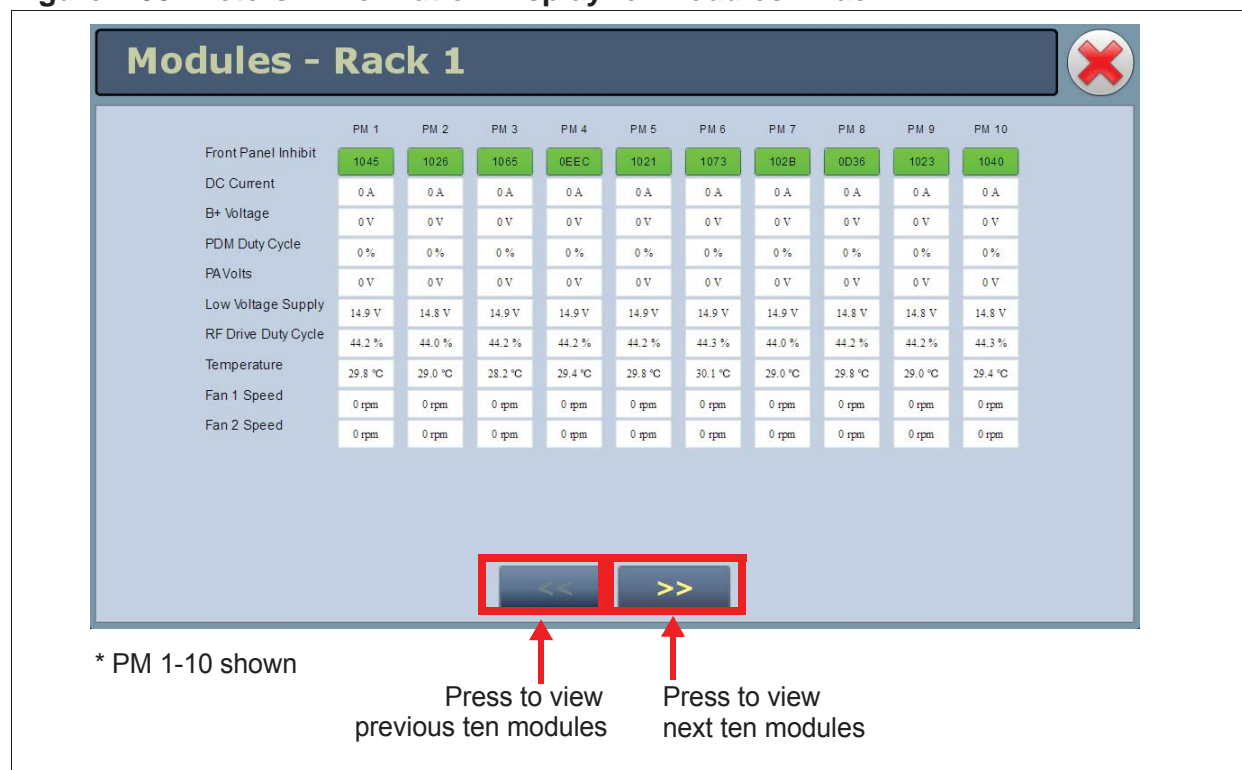 Modules - Rack 1
PM 1 PM 2 PM 3 PM 4 PM 5 PM 6 PM 7 PM 8 PM 9 PM 10
Front Panel Inhibit 1045 1026 1065 0EEC 1021 1073 102B 0D36 1023 1040
DC Current 0 A 0 A 0 A 0 A 0 A 0 A 0 A 0 A 0 A 0 A
B+ Voltage 0 V 0 V 0 V 0 V 0 V 0 V 0 V 0 V 0 V 0 V
PDM Duty Cycle 0 % 0 % 0 % 0 % 0 % 0 % 0 % 0 % 0 % 0 %
PA Volts 0 V 0 V 0 V 0 V 0 V 0 V 0 V 0 V 0 V 0 V
Low Voltage Supply 14.9 V 14.8 V 14.9 V 14.9 V 14.9 V 14.9 V 14.9 V 14.8 V 14.8 V 14.8 V
RF Drive Duty Cycle 44.2 % 44.0 % 44.2 % 44.2 % 44.2 % 44.3 % 44.0 % 44.2 % 44.2 % 44.3 %
Temperature 29.8 °C 29.0 °C 28.2 °C 29.4 °C 29.8 °C 30.1 °C 29.0 °C 29.8 °C 29.0 °C 29.4 °C
Fan 1 Speed 0 rpm 0 rpm 0 rpm 0 rpm 0 rpm 0 rpm 0 rpm 0 rpm 0 rpm 0 rpm
Fan 2 Speed 0 rpm 0 rpm 0 rpm 0 rpm 0 rpm 0 rpm 0 rpm 0 rpm 0 rpm 0 rpm
<< >>
* PM 1-10 shown
Press to view
previous ten modules
Press to view
next ten modules